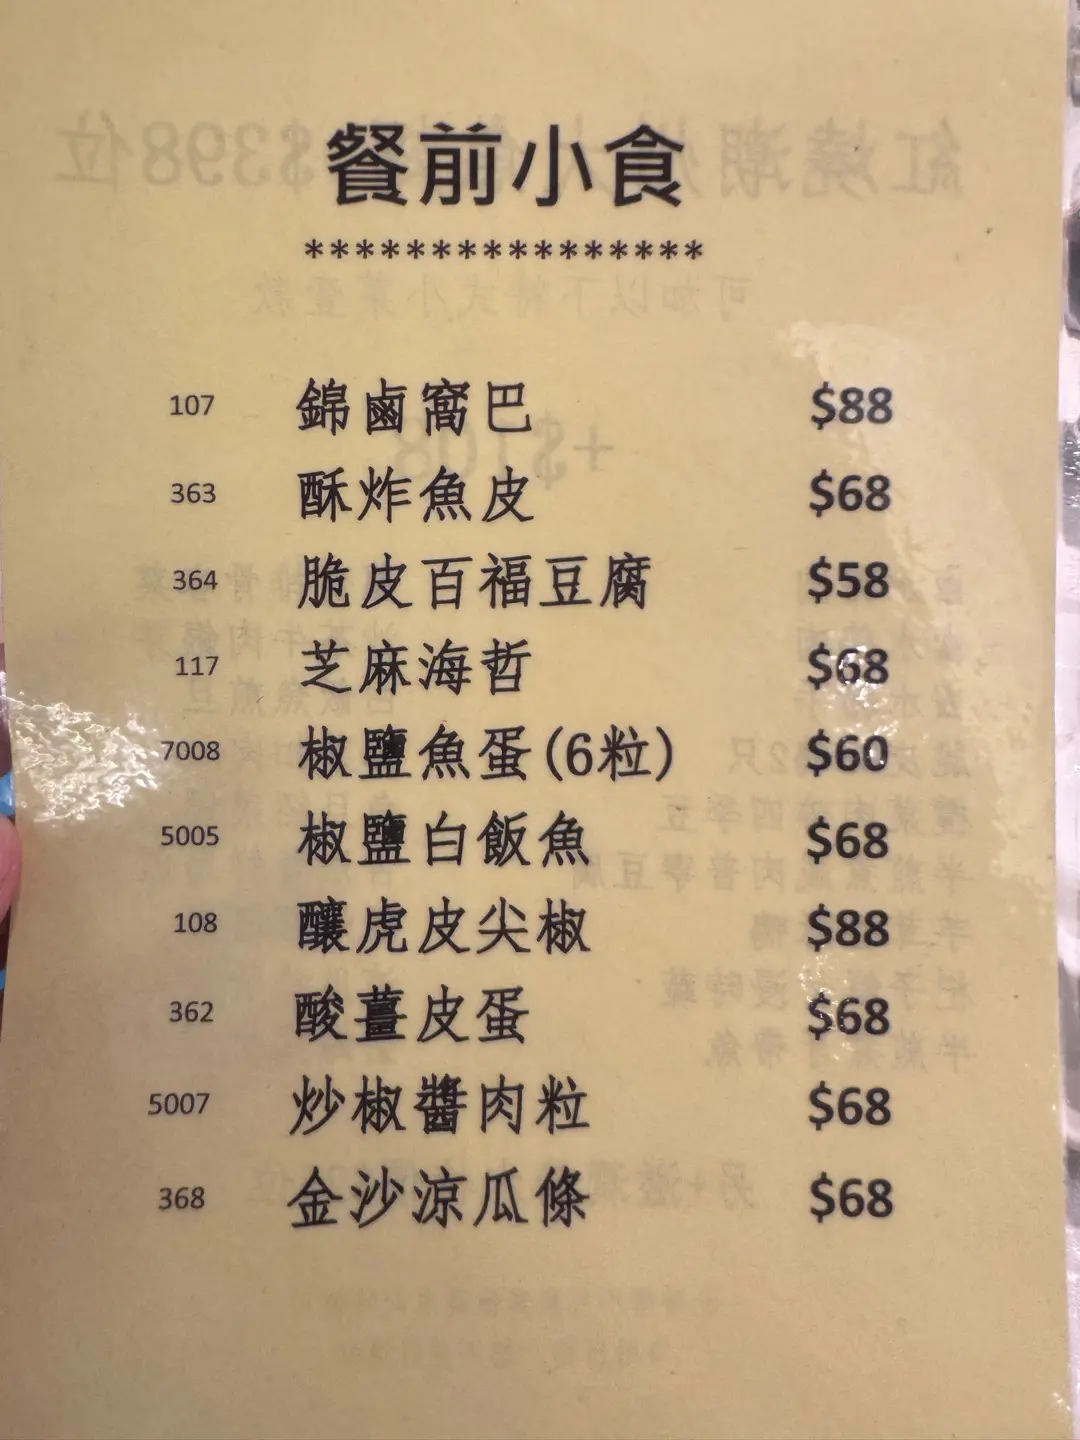 餐前小食
****************
107 錦鹵窩巴 $88
363 酥炸魚皮 $68
364 脆皮百福豆腐 $58
117 芝麻海哲 $68
7008 椒鹽魚蛋(6粒) $60
5005 椒鹽白飯魚 $68
108 釀虎皮尖椒 $88
362 酸薑皮蛋 $68
5007 炒椒醬肉粒 $68
368 金沙涼瓜條 $68